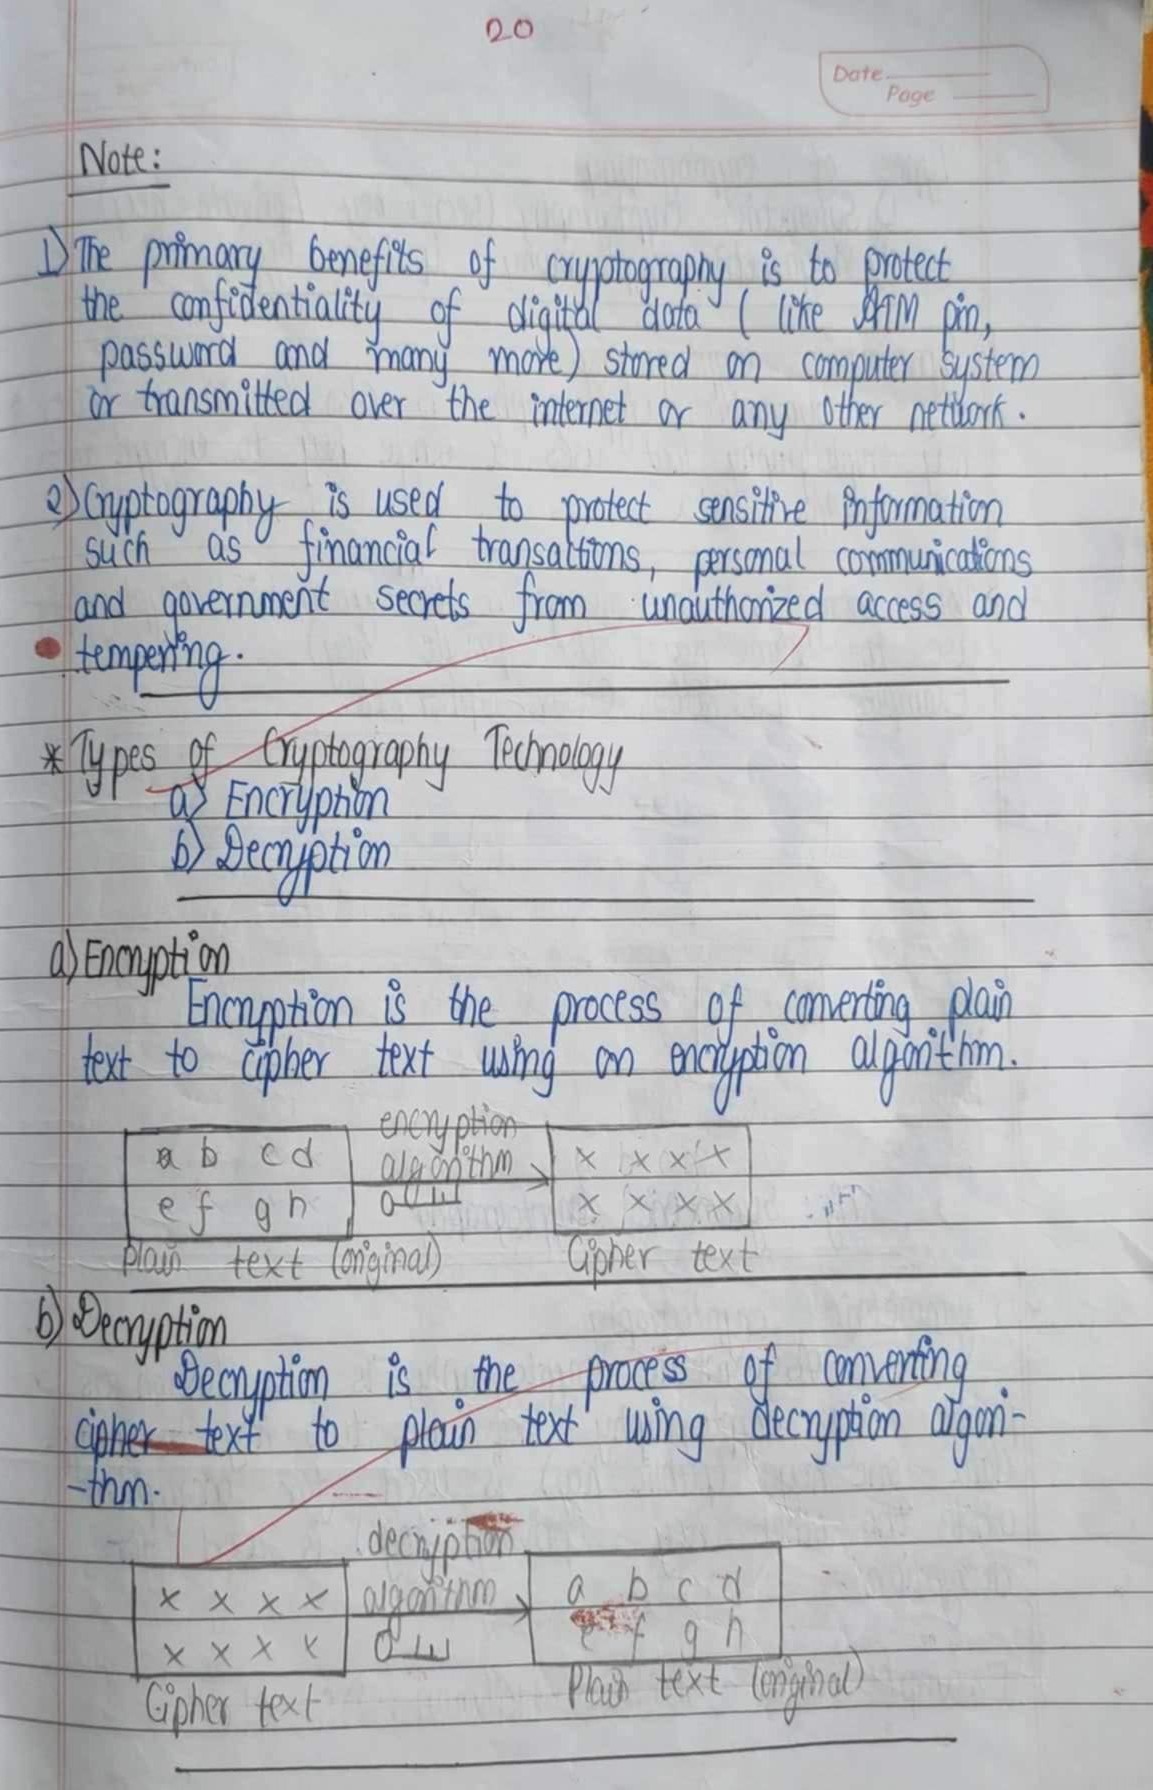 20
Date
Page
Note:
1) The primary benefits of cryptography is to protect
the confidentiality of digital data ( like ATM pin,
password and many more) stored on computer system
or transmitted over the internet or any other network.
2) Cryptography is used to protect sensitive information
such as financial transactions, personal communications
and government secrets from unauthorized access and
tempering.
* Types of Cryptography Technology
a) Encryption
b) Decryption
a) Encryption
Encryption is the process of converting plain
text to cipher text using an encryption algorithm.
encryption
a b c d algorithm x x x x
e f g h x x x x
Plain text (original) Cipher text
b) Decryption
Decryption is the process of converting
cipher text to plain text using decryption algori-
-thm.
decryption
x x x x algorithm a b c d
x x x x e f g h
Cipher text Plain text (original)